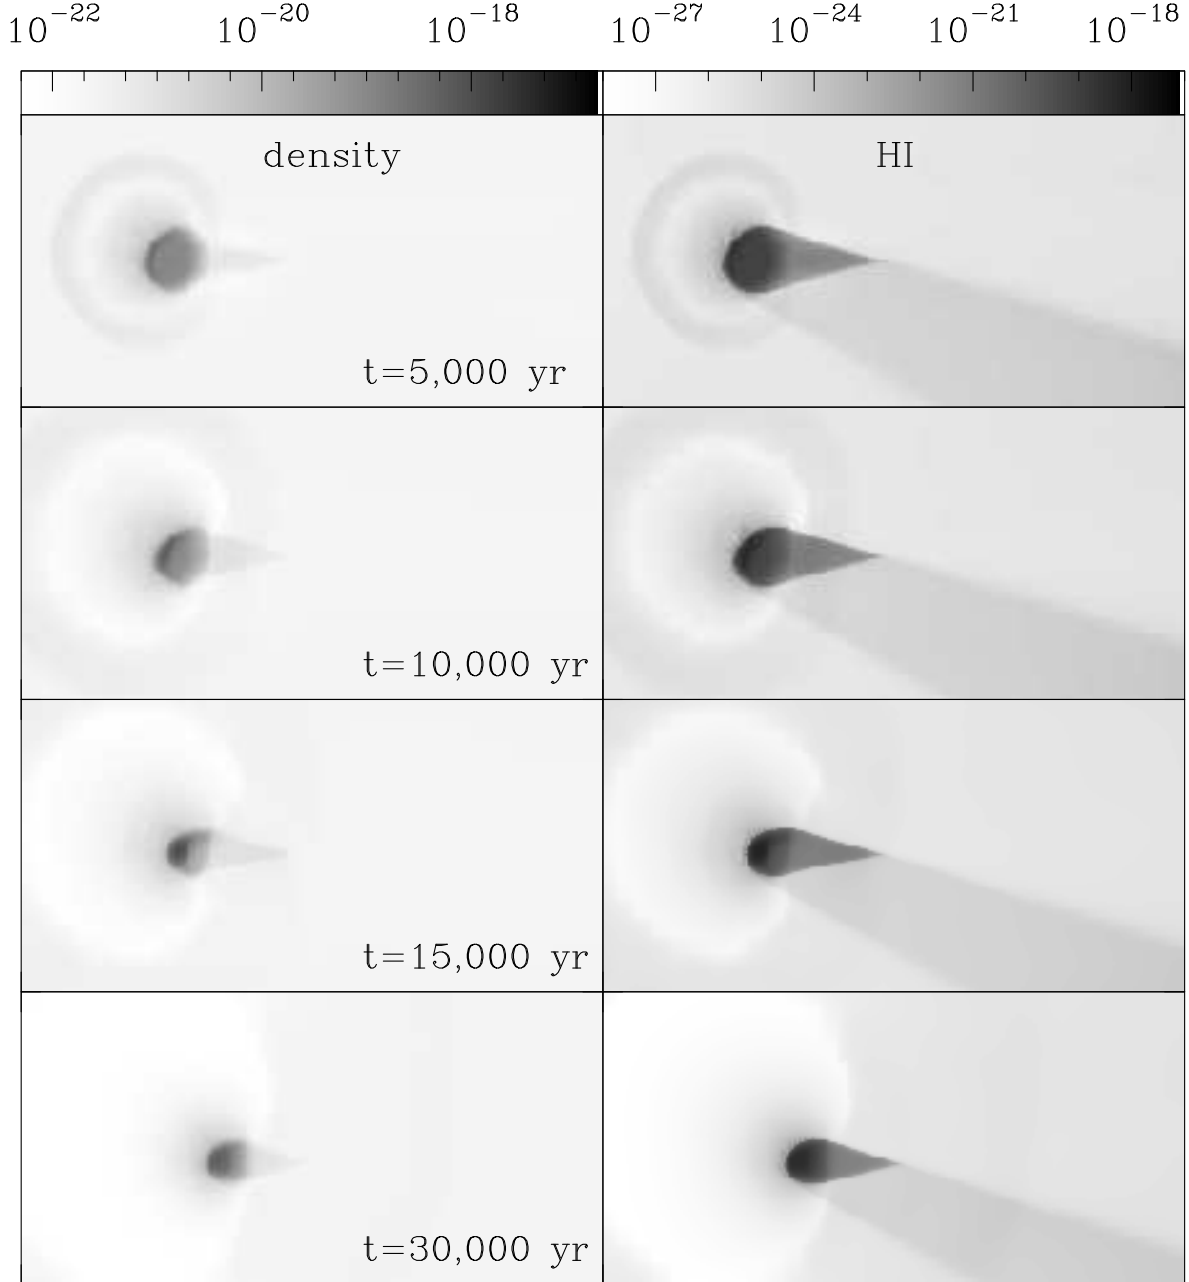 10^-22 10^-20 10^-18 10^-27 10^-24 10^-21 10^-18
density HI
t=5,000 yr
t=10,000 yr
t=15,000 yr
t=30,000 yr